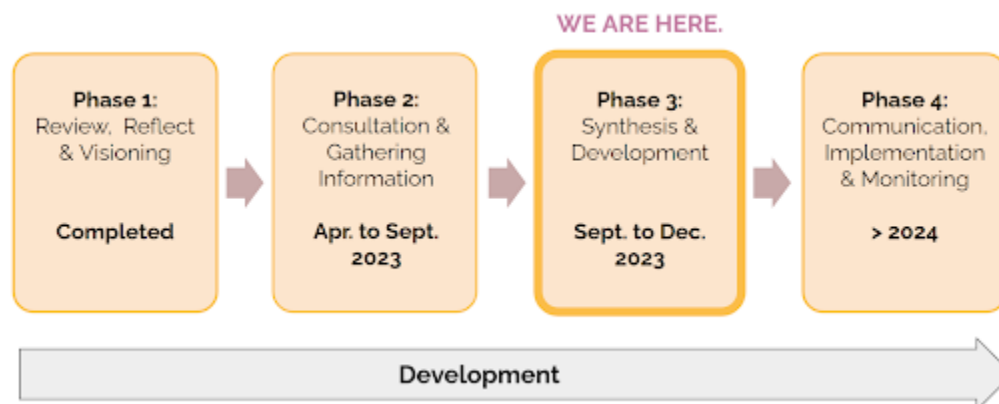 WE ARE HERE.
Phase 1:
Review, Reflect
& Visioning
Completed
Phase 2:
Consultation &
Gathering
Information
Apr. to Sept.
2023
Phase 3:
Synthesis &
Development
Sept. to Dec.
2023
Phase 4:
Communication,
Implementation
& Monitoring
> 2024
Development